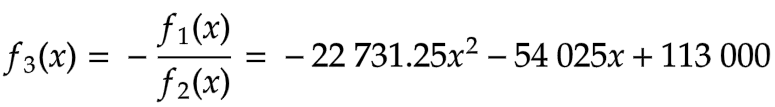 f₃(x) = − f₁(x) / f₂(x) = − 22 731.25x² − 54 025x + 113 000